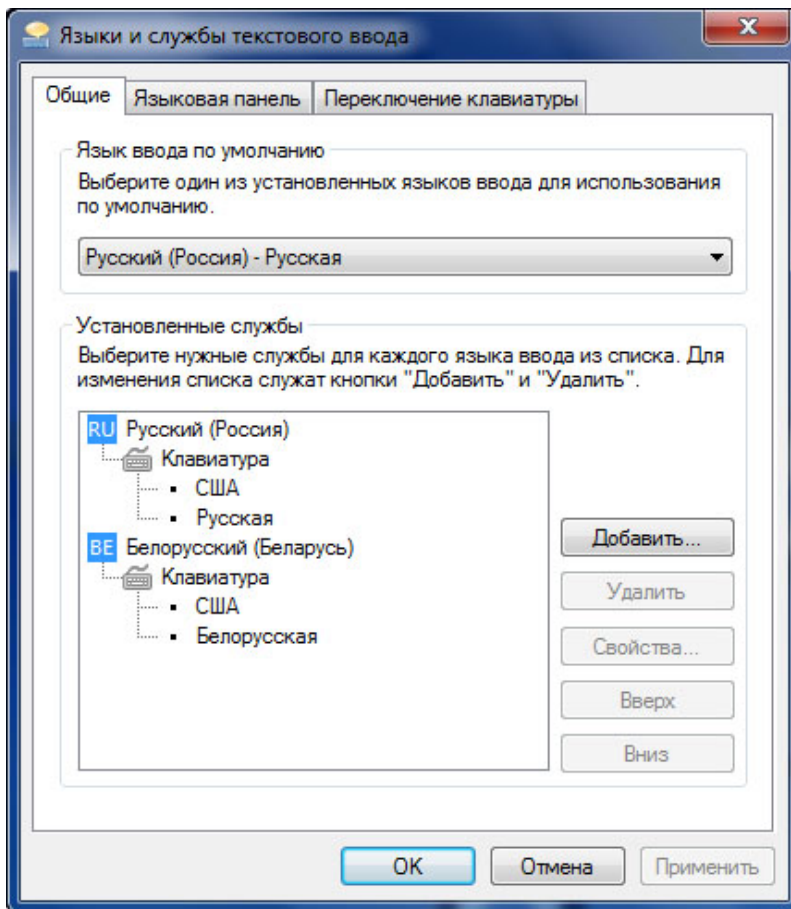 Языки и службы текстового ввода
Общие
Языковая панель
Переключение клавиатуры
Язык ввода по умолчанию
Выберите один из установленных языков ввода для использования
по умолчанию.
Русский (Россия) - Русская
Установленные службы
Выберите нужные службы для каждого языка ввода из списка. Для
изменения списка служат кнопки "Добавить" и "Удалить".
RU Русский (Россия)
Клавиатура
США
Русская
BE Белорусский (Беларусь)
Клавиатура
США
Белорусская
Добавить...
Удалить
Свойства...
Вверх
Вниз
OK
Отмена
Применить